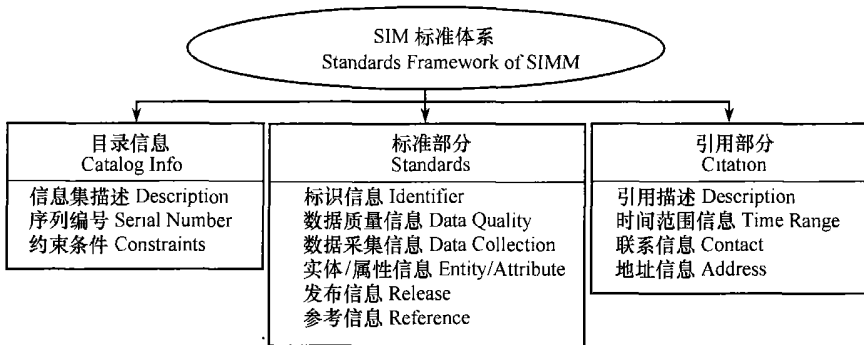 SIM 标准体系
Standards Framework of SIMM
目录信息
Catalog Info
信息集描述 Description
序列编号 Serial Number
约束条件 Constraints
标准部分
Standards
标识信息 Identifier
数据质量信息 Data Quality
数据采集信息 Data Collection
实体/属性信息 Entity/Attribute
发布信息 Release
参考信息 Reference
引用部分
Citation
引用描述 Description
时间范围信息 Time Range
联系信息 Contact
地址信息 Address